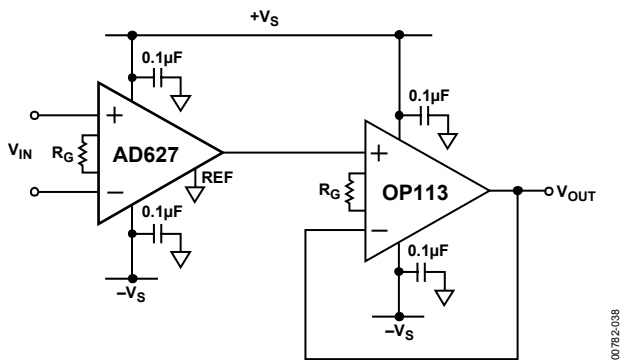 +VS
0.1µF
0.1µF
+
VIN
RG
AD627
–
REF
0.1µF
–VS
+
RG
OP113
–
VOUT
0.1µF
–VS
00782-038